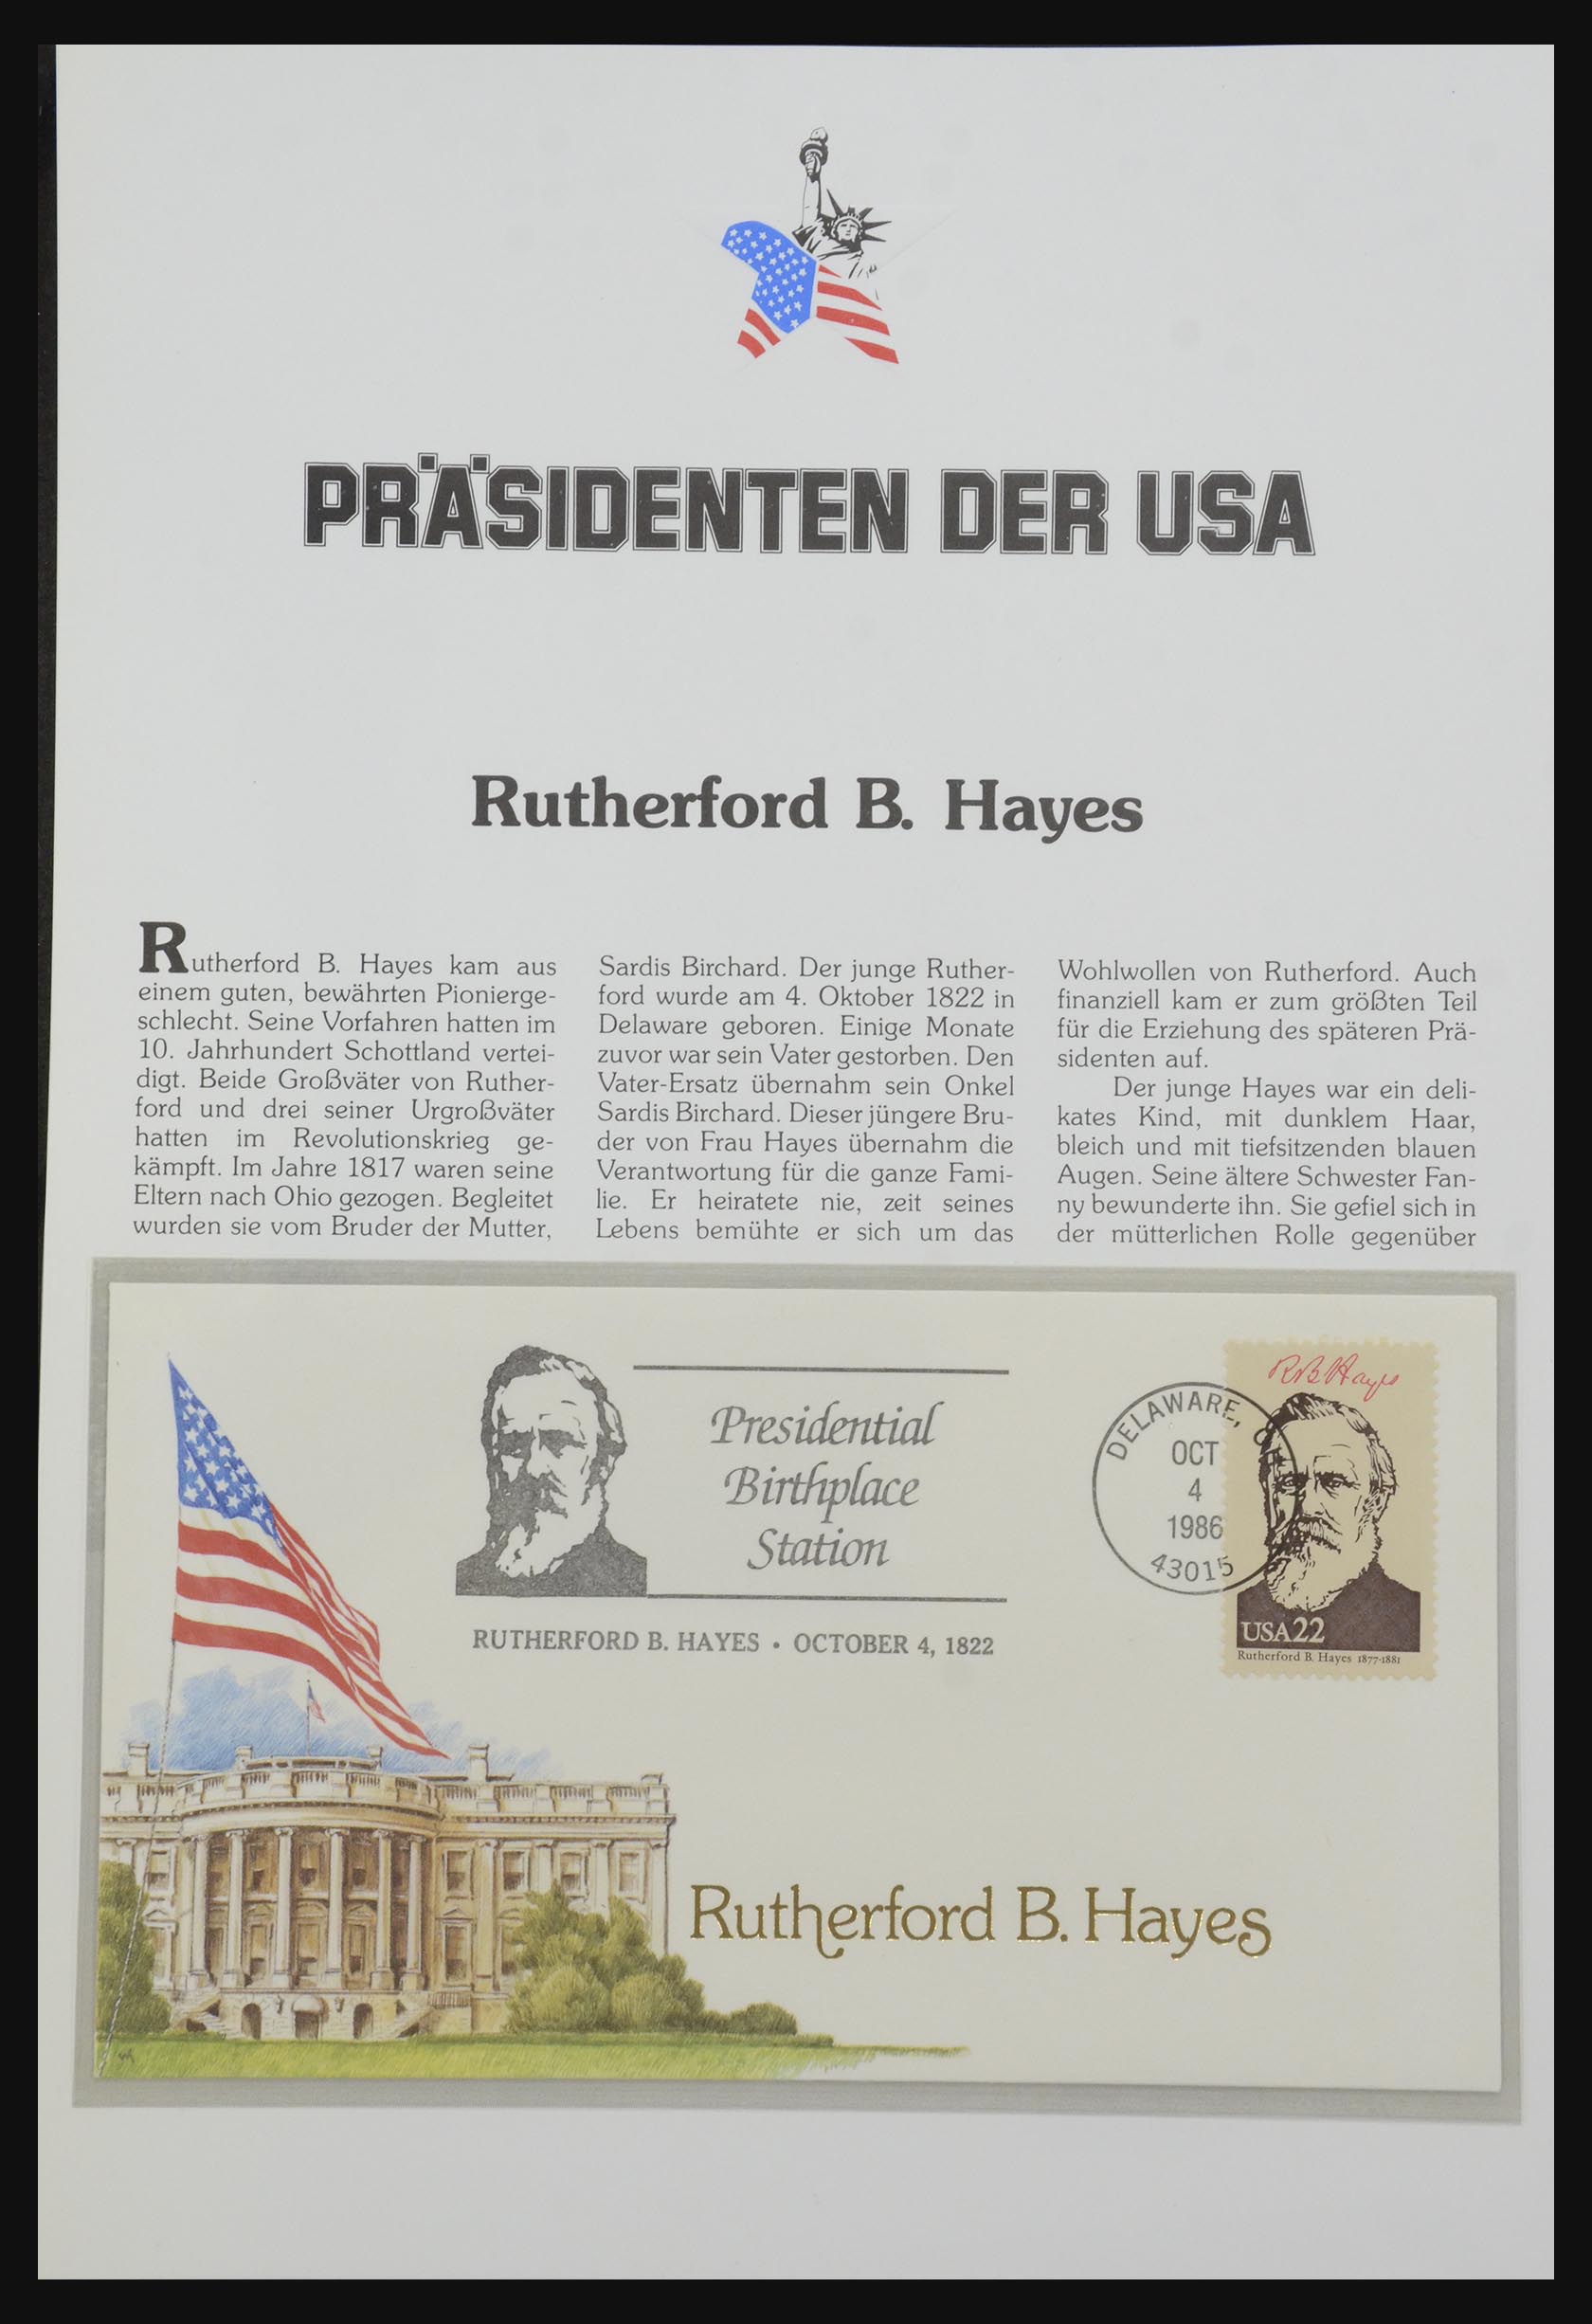 PRÄSIDENTEN DER USA
Rutherford B. Hayes
Rutherford B. Hayes kam aus
einem guten, bewährten Pionierge-
schlecht. Seine Vorfahren hatten im
10. Jahrhundert Schottland vertei-
digt. Beide Großväter von Ruther-
ford und drei seiner Urgroßväter
hatten im Revolutionskrieg ge-
kämpft. Im Jahre 1817 waren seine
Eltern nach Ohio gezogen. Begleitet
wurden sie vom Bruder der Mutter,
Sardis Birchard. Der junge Ruther-
ford wurde am 4. Oktober 1822 in
Delaware geboren. Einige Monate
zuvor war sein Vater gestorben. Den
Vater-Ersatz übernahm sein Onkel
Sardis Birchard. Dieser jüngere Bru-
der von Frau Hayes übernahm die
Verantwortung für die ganze Fami-
lie. Er heiratete nie, zeit seines
Lebens bemühte er sich um das
Wohlwollen von Rutherford. Auch
finanziell kam er zum größten Teil
für die Erziehung des späteren Prä-
sidenten auf.
Der junge Hayes war ein deli-
kates Kind, mit dunklem Haar,
bleich und mit tiefsitzenden blauen
Augen. Seine ältere Schwester Fan-
ny bewunderte ihn. Sie gefiel sich in
der mütterlichen Rolle gegenüber
Presidential
Birthplace
Station
RUTHERFORD B. HAYES • OCTOBER 4, 1822
DELAWARE,
OCT
4
1986
43015
RB Hayes
USA22
Rutherford B. Hayes 1877-1881
Rutherford B. Hayes